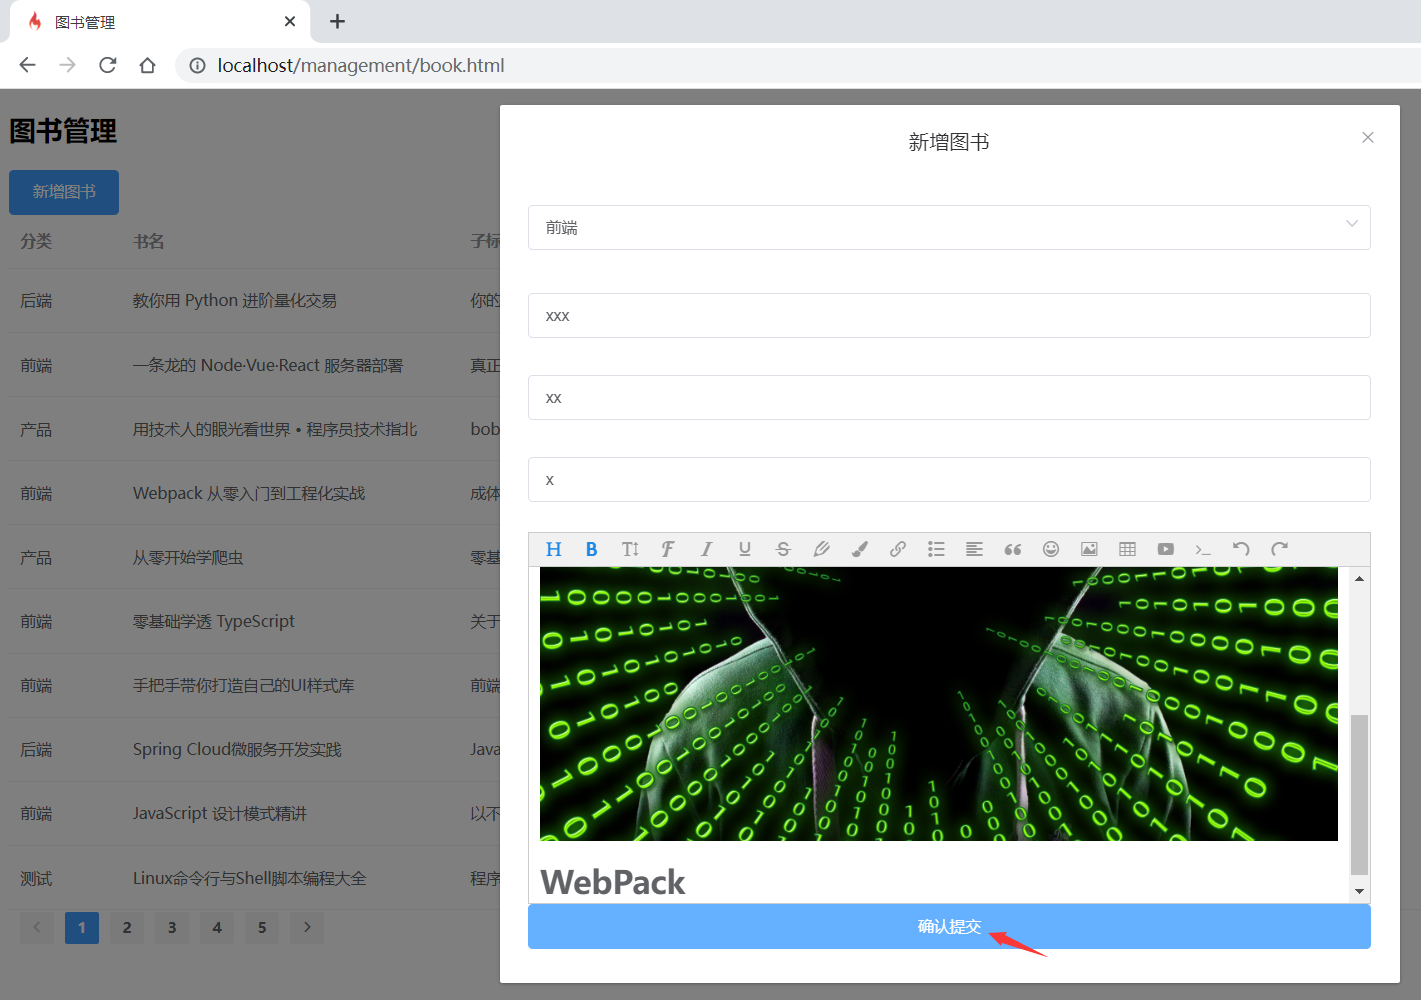 图书管理
localhost/management/book.html
图书管理
新增图书
分类 书名 子标
后端 教你用 Python 进阶量化交易 你的
前端 一条龙的 Node·Vue·React 服务器部署 真正
产品 用技术人的眼光看世界 • 程序员技术指北 bob
前端 Webpack 从零入门到工程化实战 成体
产品 从零开始学爬虫 零基
前端 零基础学透 TypeScript 关于
前端 手把手带你打造自己的UI样式库 前端
后端 Spring Cloud微服务开发实践 Java
前端 JavaScript 设计模式精讲 以不
测试 Linux命令行与Shell脚本编程大全 程序
1 2 3 4 5
新增图书
前端
xxx
xx
x
WebPack
确认提交